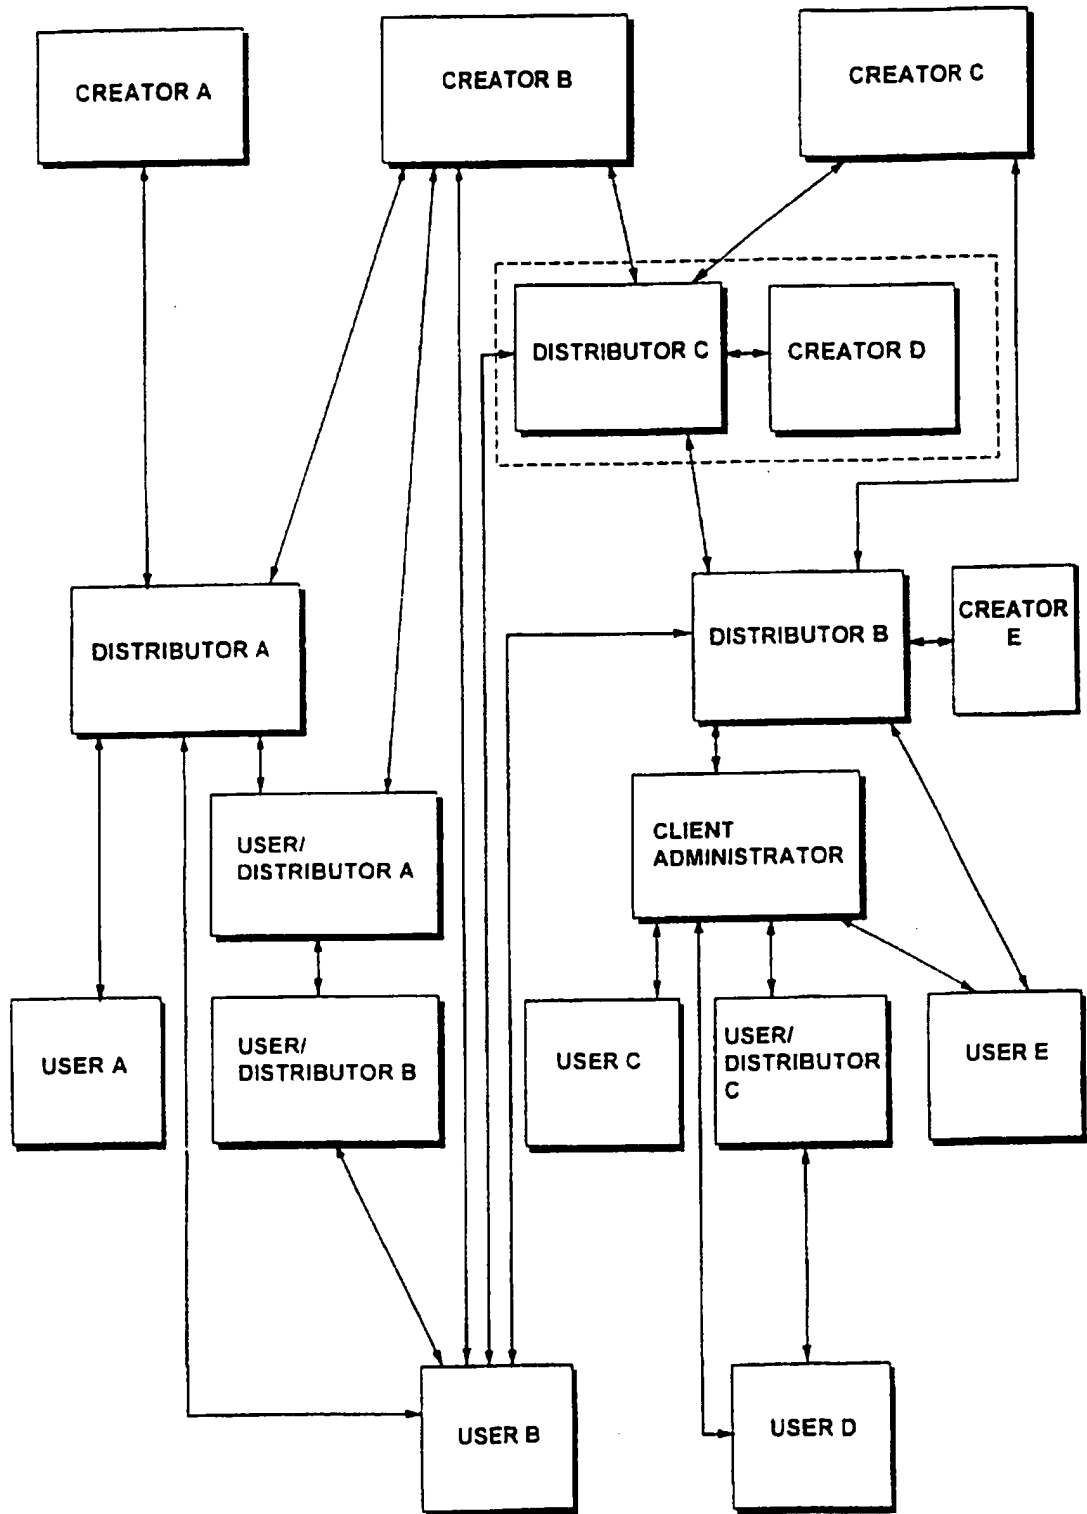 CREATOR A
CREATOR B
CREATOR C
DISTRIBUTOR C
CREATOR D
DISTRIBUTOR A
DISTRIBUTOR B
CREATOR
E
USER/
DISTRIBUTOR A
CLIENT
ADMINISTRATOR
USER A
USER/
DISTRIBUTOR B
USER C
USER/
DISTRIBUTOR
C
USER E
USER B
USER D